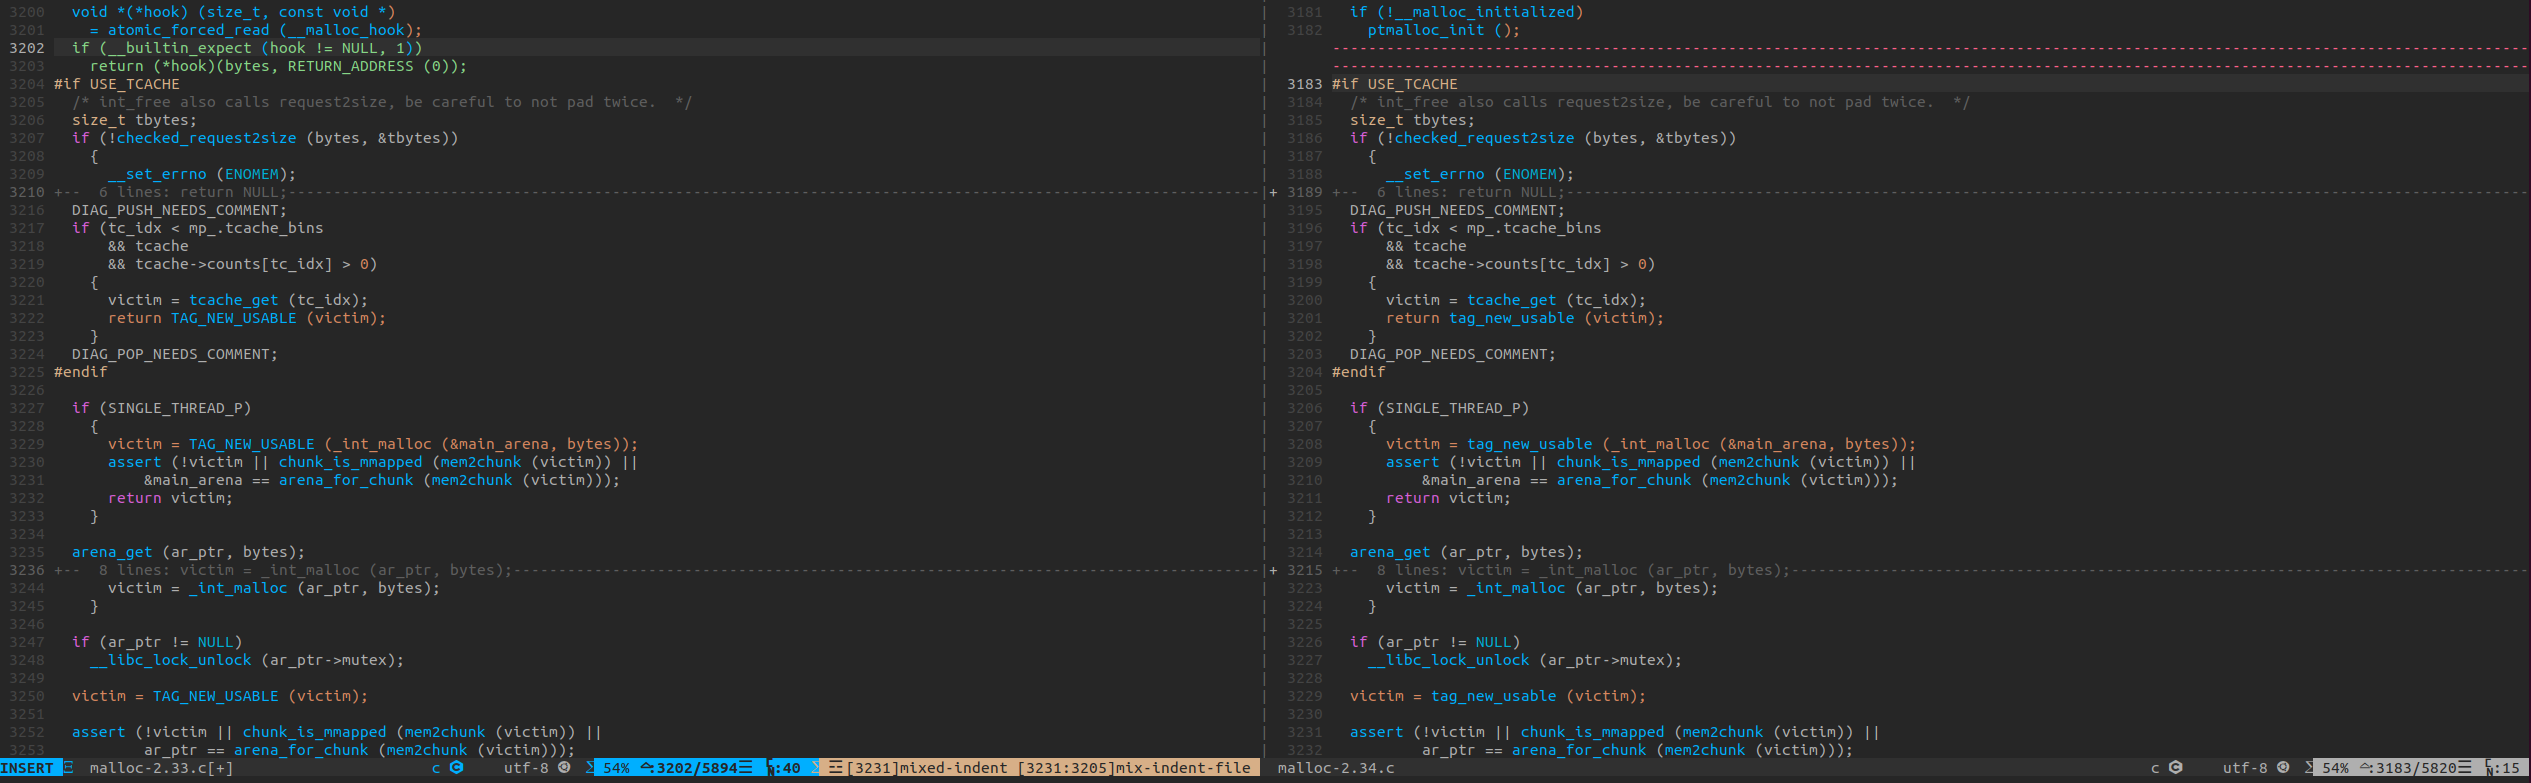 3200   void *(*hook) (size_t, const void *)
3201     = atomic_forced_read (__malloc_hook);
3202   if (__builtin_expect (hook != NULL, 1))
3203     return (*hook)(bytes, RETURN_ADDRESS (0));
3204 #if USE_TCACHE
3205   /* int_free also calls request2size, be careful to not pad twice.  */
3206   size_t tbytes;
3207   if (!checked_request2size (bytes, &tbytes))
3208     {
3209       __set_errno (ENOMEM);
3210 +--  6 lines: return NULL;
3216   DIAG_PUSH_NEEDS_COMMENT;
3217   if (tc_idx < mp_.tcache_bins
3218       && tcache
3219       && tcache->counts[tc_idx] > 0)
3220     {
3221       victim = tcache_get (tc_idx);
3222       return TAG_NEW_USABLE (victim);
3223     }
3224   DIAG_POP_NEEDS_COMMENT;
3225 #endif
3226
3227   if (SINGLE_THREAD_P)
3228     {
3229       victim = TAG_NEW_USABLE (_int_malloc (&main_arena, bytes));
3230       assert (!victim || chunk_is_mmapped (mem2chunk (victim)) ||
3231           &main_arena == arena_for_chunk (mem2chunk (victim)));
3232       return victim;
3233     }
3234
3235   arena_get (ar_ptr, bytes);
3236 +--  8 lines: victim = _int_malloc (ar_ptr, bytes);
3244       victim = _int_malloc (ar_ptr, bytes);
3245     }
3246
3247   if (ar_ptr != NULL)
3248     __libc_lock_unlock (ar_ptr->mutex);
3249
3250   victim = TAG_NEW_USABLE (victim);
3251
3252   assert (!victim || chunk_is_mmapped (mem2chunk (victim)) ||
3253           ar_ptr == arena_for_chunk (mem2chunk (victim)));
INSERT malloc-2.33.c[+] c utf-8 54% :3202/5894☰ :40 ☲[3231]mixed-indent [3231:3205]mix-indent-file
3181   if (!__malloc_initialized)
3182     ptmalloc_init ();
3183 #if USE_TCACHE
3184   /* int_free also calls request2size, be careful to not pad twice.  */
3185   size_t tbytes;
3186   if (!checked_request2size (bytes, &tbytes))
3187     {
3188       __set_errno (ENOMEM);
+ 3189 +--  6 lines: return NULL;
3195   DIAG_PUSH_NEEDS_COMMENT;
3196   if (tc_idx < mp_.tcache_bins
3197       && tcache
3198       && tcache->counts[tc_idx] > 0)
3199     {
3200       victim = tcache_get (tc_idx);
3201       return tag_new_usable (victim);
3202     }
3203   DIAG_POP_NEEDS_COMMENT;
3204 #endif
3205
3206   if (SINGLE_THREAD_P)
3207     {
3208       victim = tag_new_usable (_int_malloc (&main_arena, bytes));
3209       assert (!victim || chunk_is_mmapped (mem2chunk (victim)) ||
3210           &main_arena == arena_for_chunk (mem2chunk (victim)));
3211       return victim;
3212     }
3213
3214   arena_get (ar_ptr, bytes);
+ 3215 +--  8 lines: victim = _int_malloc (ar_ptr, bytes);
3223       victim = _int_malloc (ar_ptr, bytes);
3224     }
3225
3226   if (ar_ptr != NULL)
3227     __libc_lock_unlock (ar_ptr->mutex);
3228
3229   victim = tag_new_usable (victim);
3230
3231   assert (!victim || chunk_is_mmapped (mem2chunk (victim)) ||
3232           ar_ptr == arena_for_chunk (mem2chunk (victim)));
malloc-2.34.c c utf-8 54% :3183/5820☰ :15